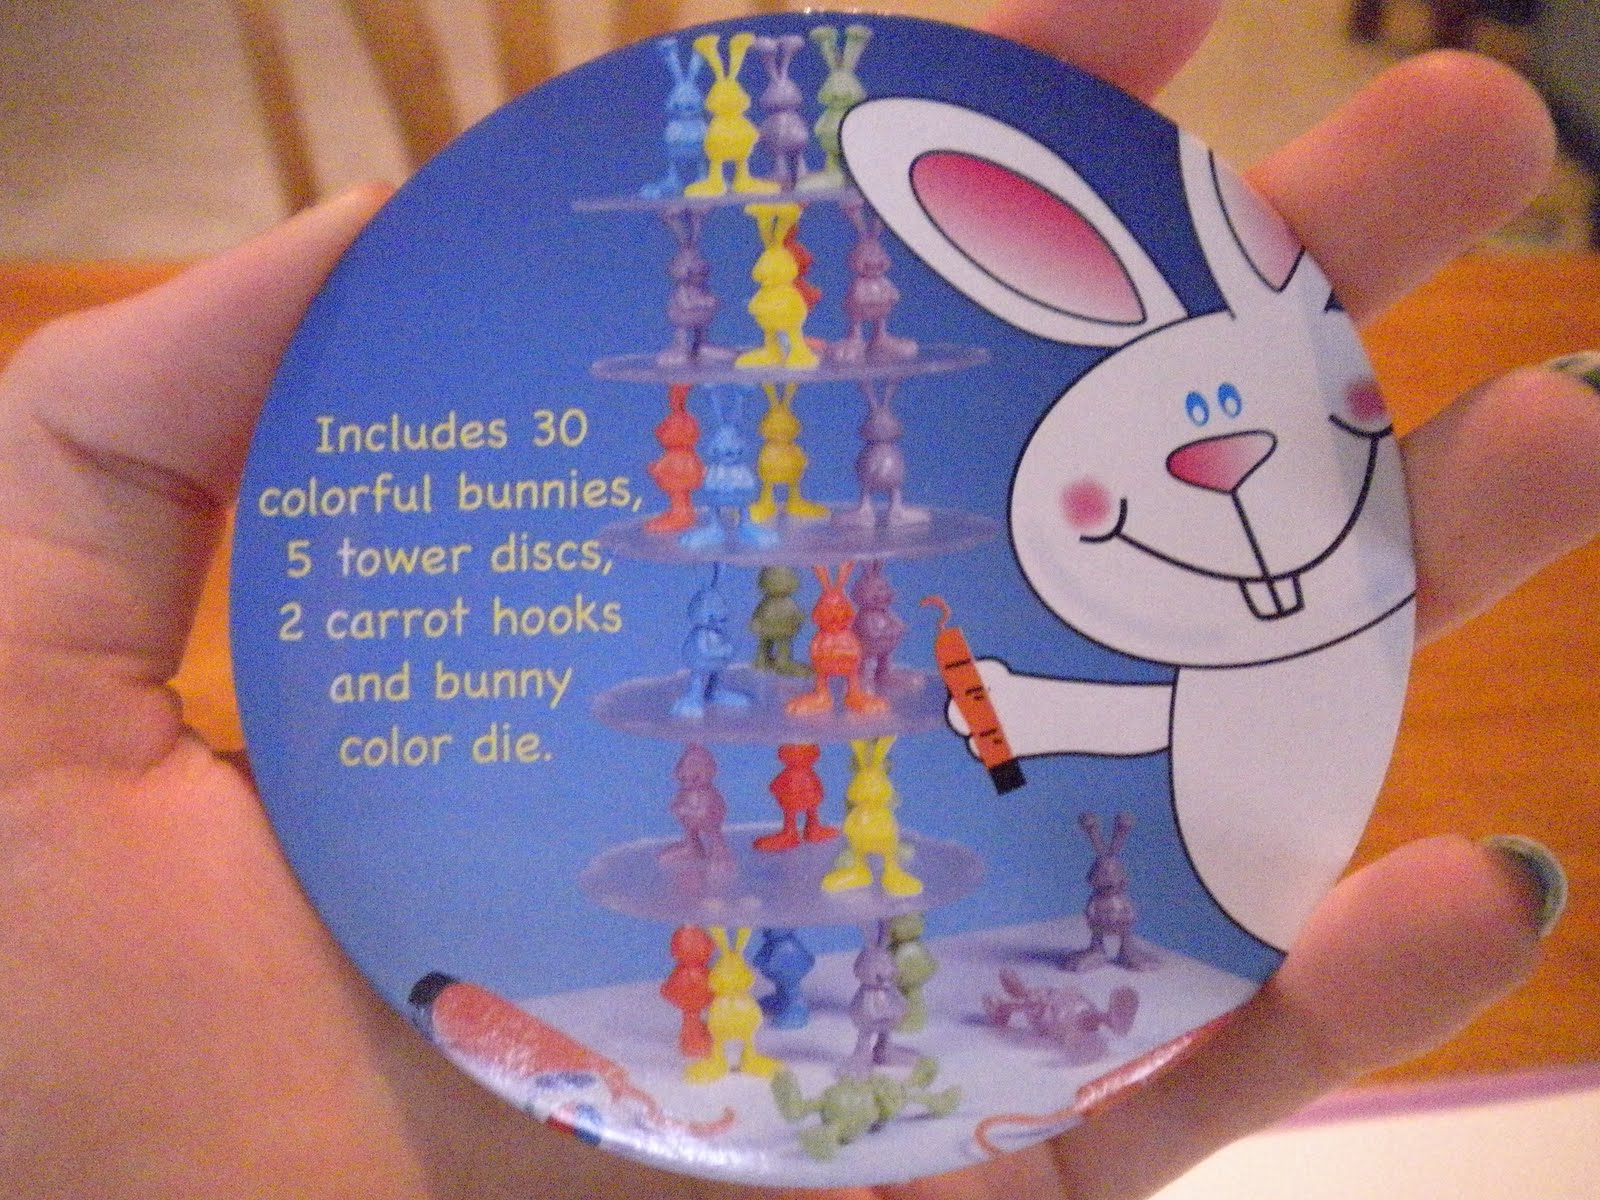 Includes 30
colorful bunnies,
5 tower discs,
2 carrot hooks
and bunny
color die.